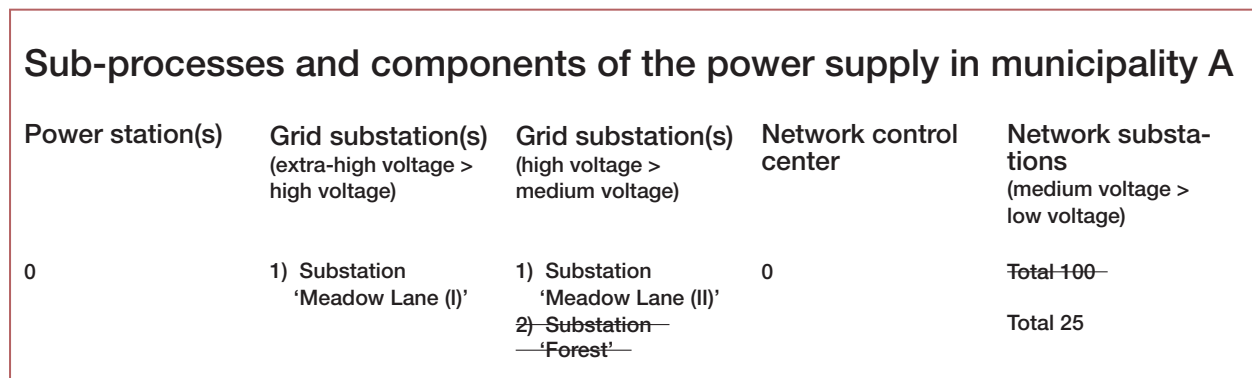 Sub-processes and components of the power supply in municipality A
Power station(s)
Grid substation(s)
(extra-high voltage >
high voltage)
Grid substation(s)
(high voltage >
medium voltage)
Network control
center
Network substa-
tions
(medium voltage >
low voltage)
0
1) Substation
‘Meadow Lane (I)’
1) Substation
‘Meadow Lane (II)’
2) Substation
‘Forest’
0
Total 100
Total 25